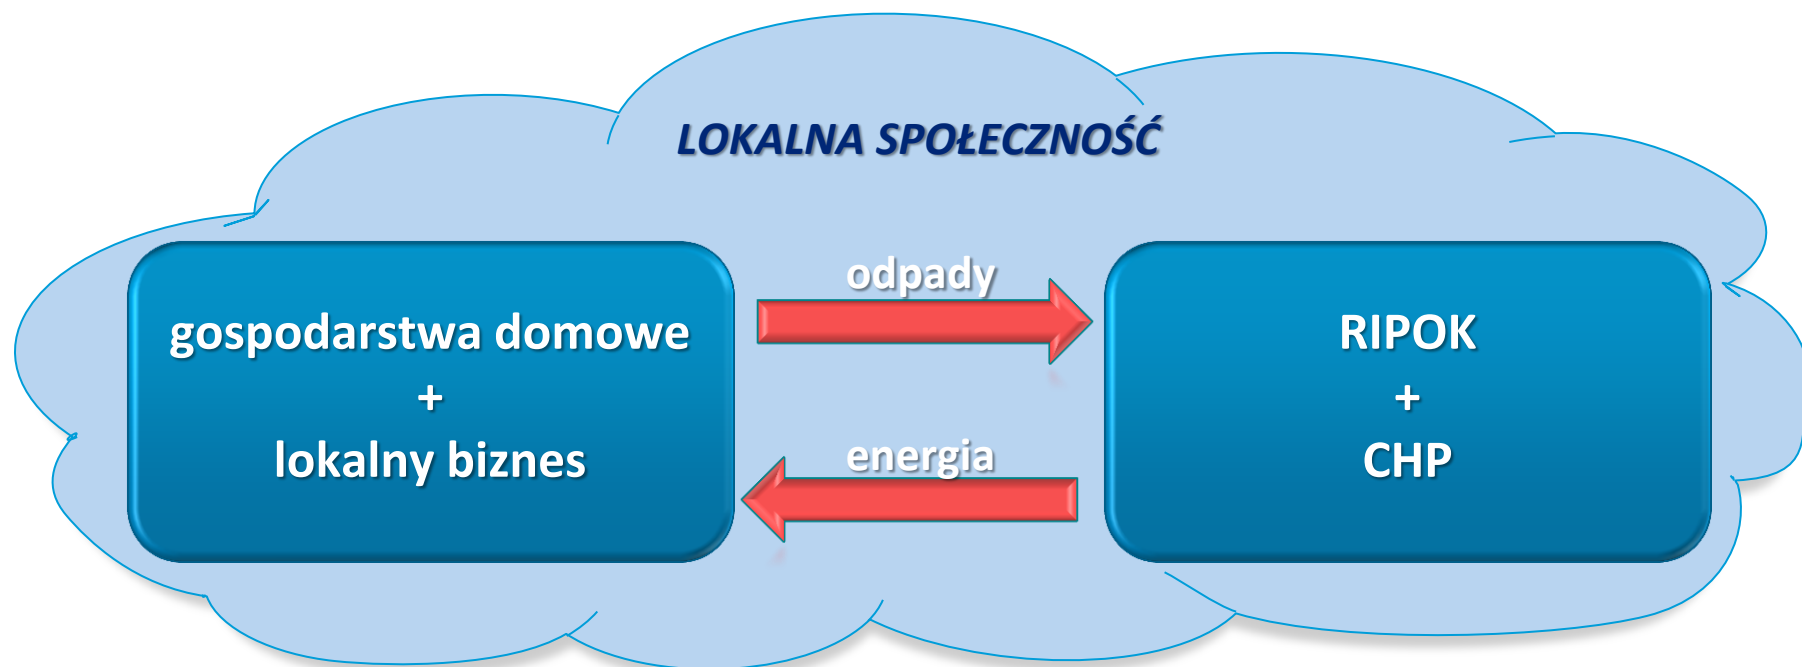 LOKALNA SPOŁECZNOŚĆ
gospodarstwa domowe
+
lokalny biznes
odpady
energia
RIPOK
+
CHP